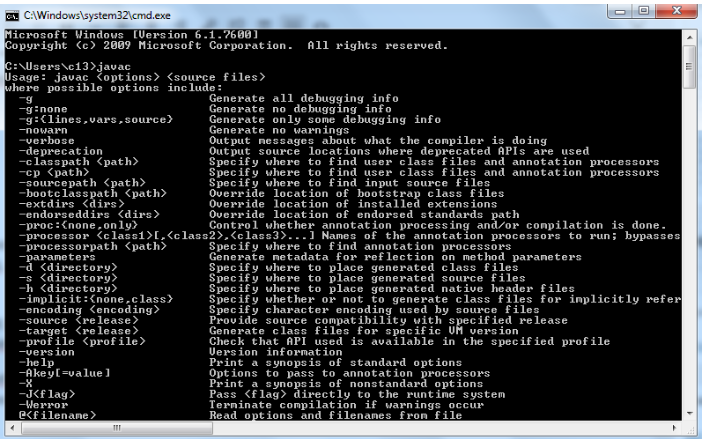 C:\Windows\system32\cmd.exe
Microsoft Windows [Version 6.1.7600]
Copyright (c) 2009 Microsoft Corporation.  All rights reserved.
C:\Users\c13>javac
Usage: javac <options> <source files>
where possible options include:
  -g                         Generate all debugging info
  -g:none                    Generate no debugging info
  -g:{lines,vars,source}     Generate only some debugging info
  -nowarn                    Generate no warnings
  -verbose                   Output messages about what the compiler is doing
  -deprecation               Output source locations where deprecated APIs are used
  -classpath <path>          Specify where to find user class files and annotation processors
  -cp <path>                 Specify where to find user class files and annotation processors
  -sourcepath <path>         Specify where to find input source files
  -bootclasspath <path>      Override location of bootstrap class files
  -extdirs <dirs>            Override location of installed extensions
  -endorseddirs <dirs>       Override location of endorsed standards path
  -proc:{none,only}          Control whether annotation processing and/or compilation is done.
  -processor <class1>[,<class2>,<class3>...] Names of the annotation processors to run; bypasses
  -processorpath <path>      Specify where to find annotation processors
  -parameters                Generate metadata for reflection on method parameters
  -d <directory>             Specify where to place generated class files
  -s <directory>             Specify where to place generated source files
  -h <directory>             Specify where to place generated native header files
  -implicit:{none,class}     Specify whether or not to generate class files for implicitly refer
  -encoding <encoding>       Specify character encoding used by source files
  -source <release>          Provide source compatibility with specified release
  -target <release>          Generate class files for specific VM version
  -profile <profile>         Check that API used is available in the specified profile
  -version                   Version information
  -help                      Print a synopsis of standard options
  -Akey[=value]              Options to pass to annotation processors
  -X                         Print a synopsis of nonstandard options
  -J<flag>                   Pass <flag> directly to the runtime system
  -Werror                    Terminate compilation if warnings occur
  @<filename>                Read options and filenames from file